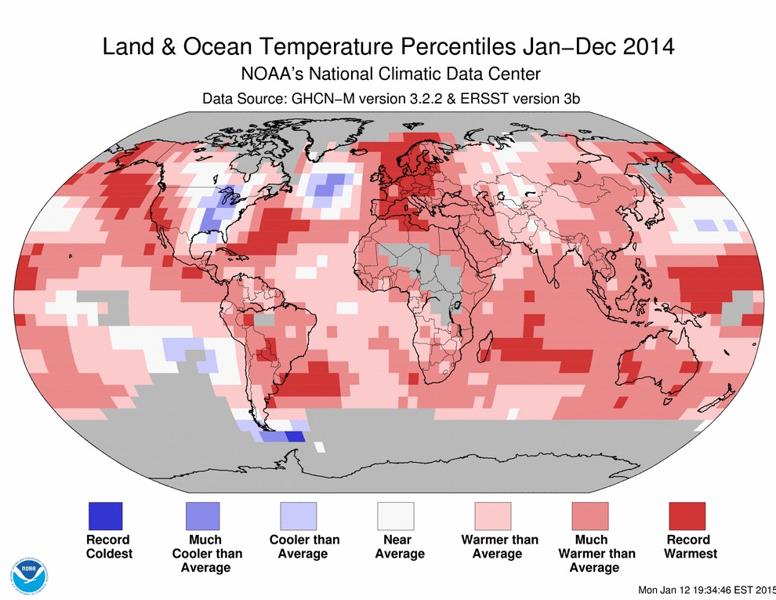 Land & Ocean Temperature Percentiles Jan–Dec 2014
NOAA's National Climatic Data Center
Data Source: GHCN–M version 3.2.2 & ERSST version 3b
Record Coldest
Much Cooler than Average
Cooler than Average
Near Average
Warmer than Average
Much Warmer than Average
Record Warmest
NOAA
Mon Jan 12 19:34:46 EST 2015